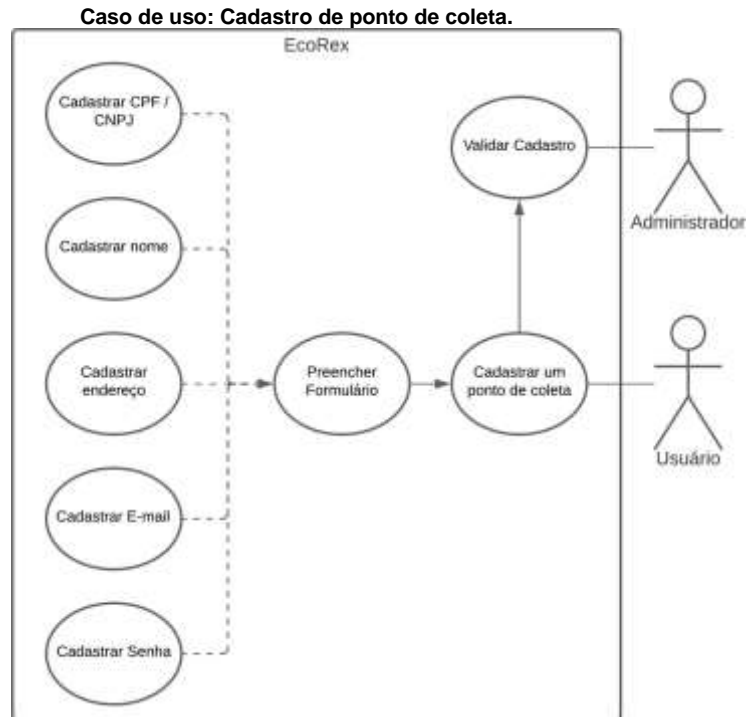 Caso de uso: Cadastro de ponto de coleta.
EcoRex
Cadastrar CPF /
CNPJ
Validar Cadastro
Administrador
Cadastrar nome
Cadastrar
endereço
Preencher
Formulário
Cadastrar um
ponto de coleta
Usuário
Cadastrar E-mail
Cadastrar Senha